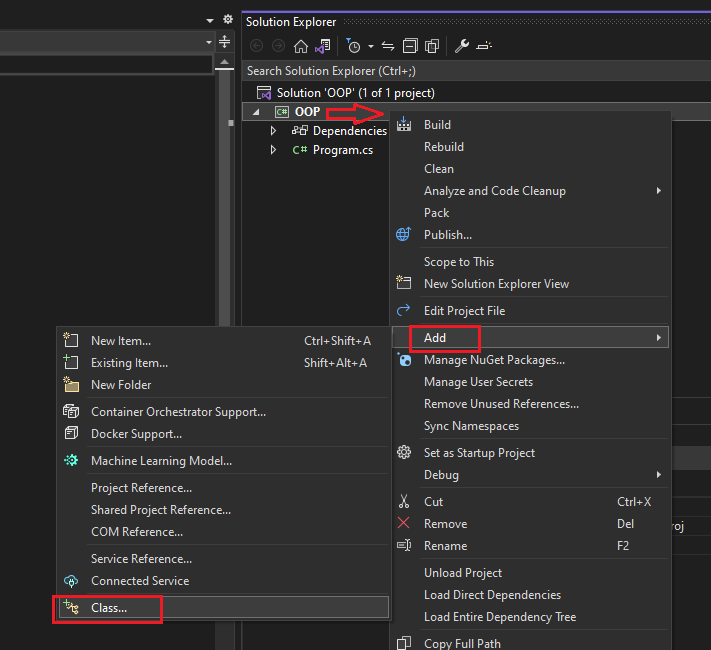 Solution Explorer
Search Solution Explorer (Ctrl+;)
Solution 'OOP' (1 of 1 project)
C# OOP
Dependencies
C# Program.cs
Build
Rebuild
Clean
Analyze and Code Cleanup
Pack
Publish...
Scope to This
New Solution Explorer View
Edit Project File
Add
Manage NuGet Packages...
Manage User Secrets
Remove Unused References...
Sync Namespaces
Set as Startup Project
Debug
Cut Ctrl+X
Remove Del
Rename F2
Unload Project
Load Direct Dependencies
Load Entire Dependency Tree
Copy Full Path
New Item... Ctrl+Shift+A
Existing Item... Shift+Alt+A
New Folder
Container Orchestrator Support...
Docker Support...
Machine Learning Model...
Project Reference...
Shared Project Reference...
COM Reference...
Service Reference...
Connected Service
Class...
roj